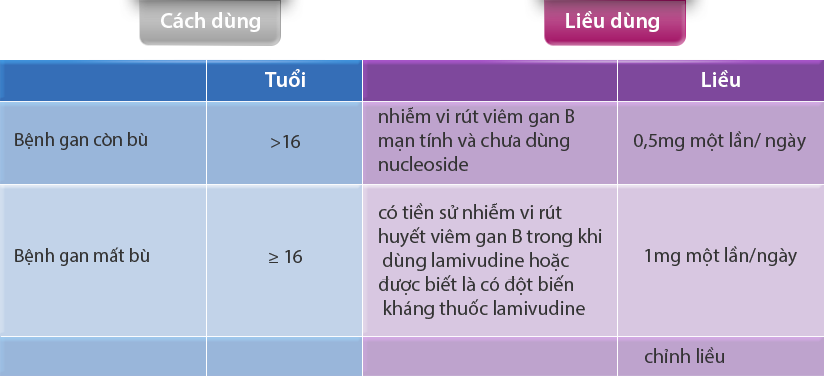 Cách dùng
Liều dùng
Tuổi
Liều
Bệnh gan còn bù
>16
nhiễm vi rút viêm gan B
mạn tính và chưa dùng
nucleoside
0,5mg một lần/ ngày
Bệnh gan mất bù
≥ 16
có tiền sử nhiễm vi rút
huyết viêm gan B trong khi
dùng lamivudine hoặc
được biết là có đột biến
kháng thuốc lamivudine
1mg một lần/ngày
chỉnh liều